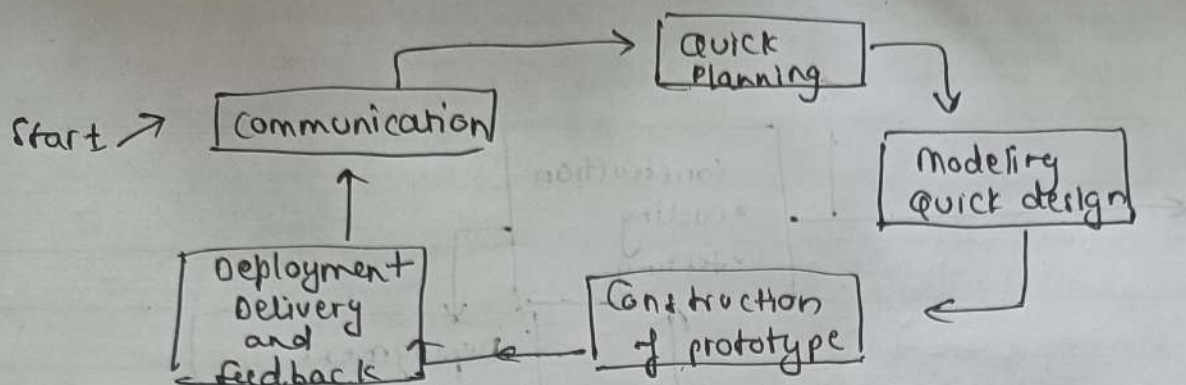 Start
Communication
Quick
Planning
Modeling
Quick design
Construction
of prototype
Deployment
Delivery
and
feedback